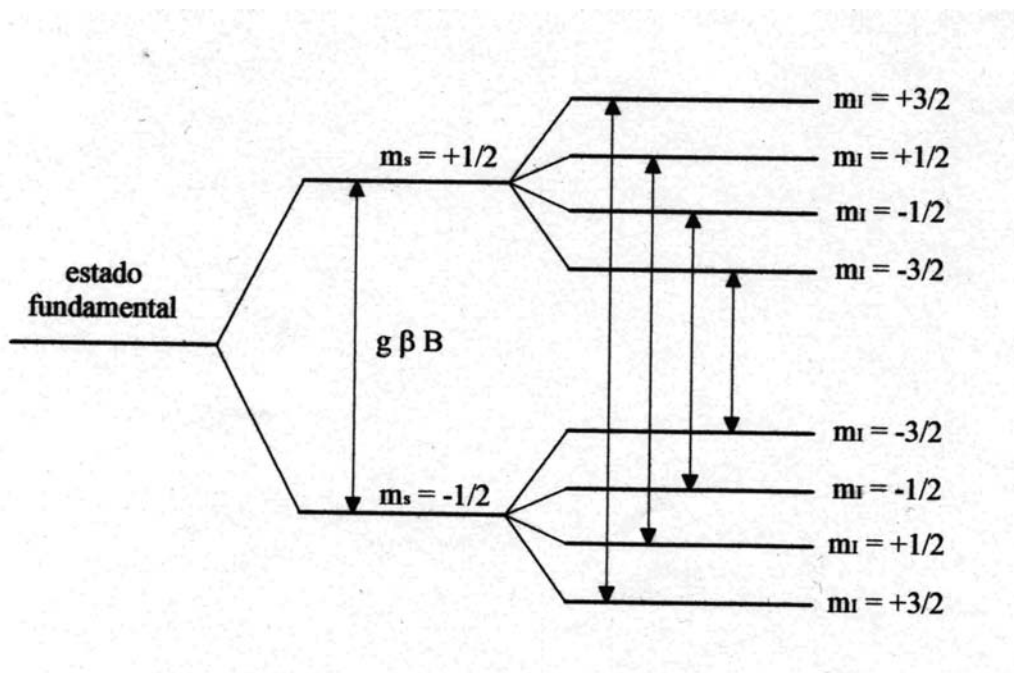 mI = +3/2
ms = +1/2
mI = +1/2
mI = -1/2
mI = -3/2
estado
fundamental
g β B
mI = -3/2
ms = -1/2
mI = -1/2
mI = +1/2
mI = +3/2